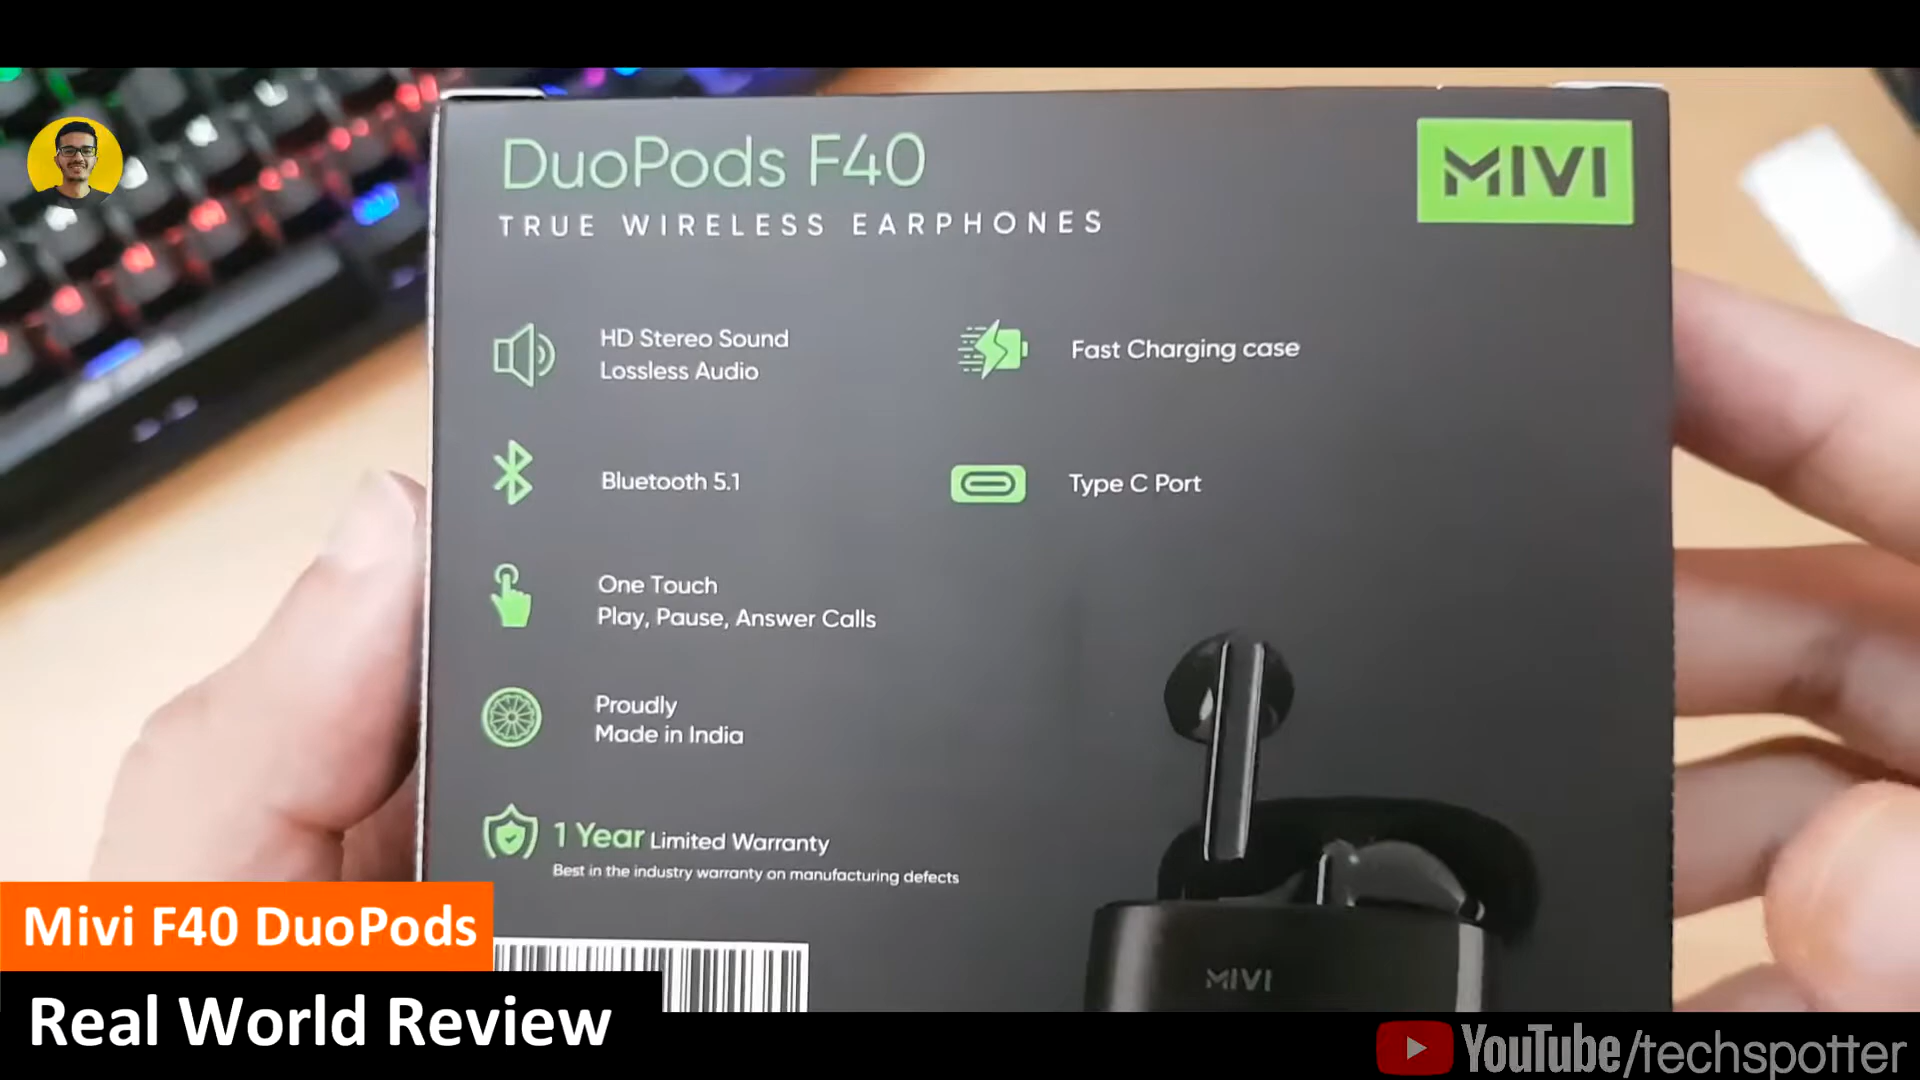 DuoPods F40
MIVI
TRUE WIRELESS EARPHONES
HD Stereo Sound
Lossless Audio
Fast Charging case
Bluetooth 5.1
Type C Port
One Touch
Play, Pause, Answer Calls
Proudly
Made in India
1 Year Limited Warranty
Best in the industry warranty on manufacturing defects
MIVI
Mivi F40 DuoPods
Real World Review
YouTube/techspotter